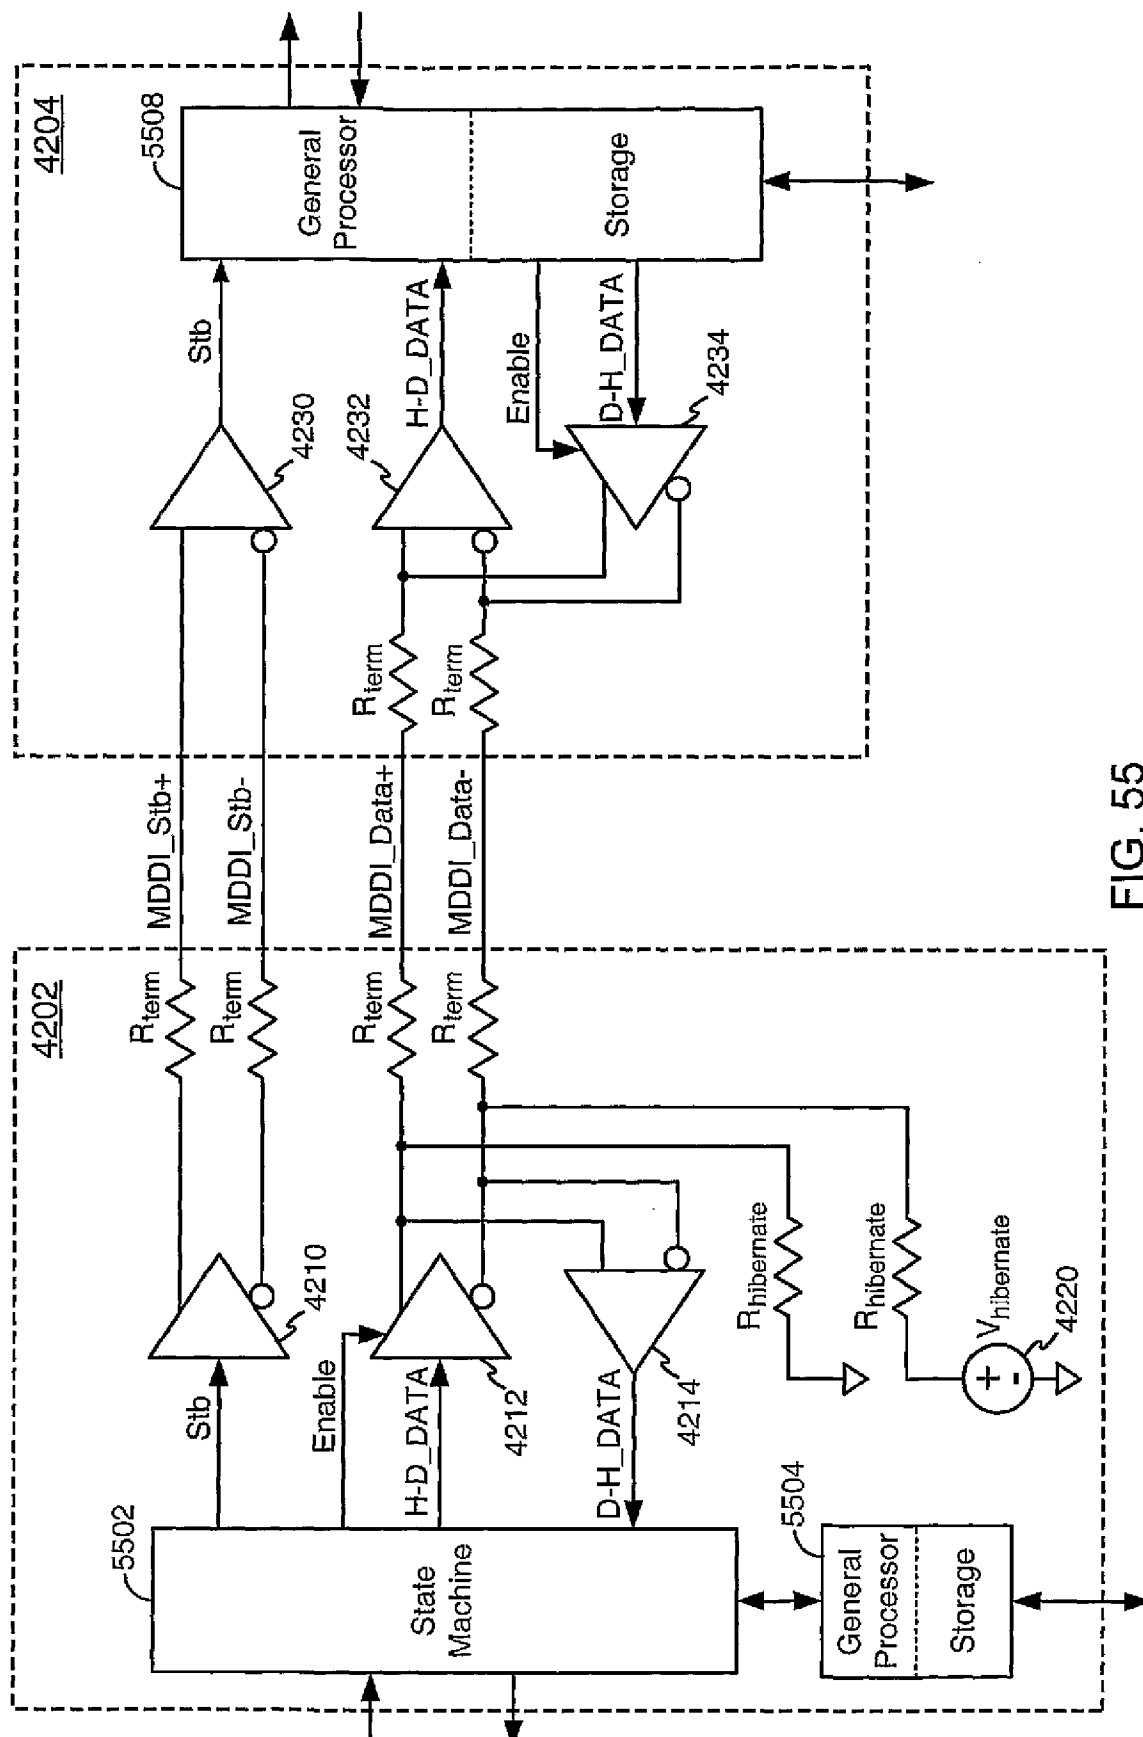 4202
5502
State
Machine
Stb
Enable
H-D_DATA
D-H_DATA
4210
4212
4214
Rterm
Rterm
Rterm
Rterm
Rhibernate
Rhibernate
Vhibernate
4220
+
-
5504
General
Processor
Storage
MDDI_Stb+
MDDI_Stb-
MDDI_Data+
MDDI_Data-
4204
Rterm
Rterm
4230
4232
4234
Stb
H-D_DATA
Enable
D-H_DATA
5508
General
Processor
Storage
FIG. 55